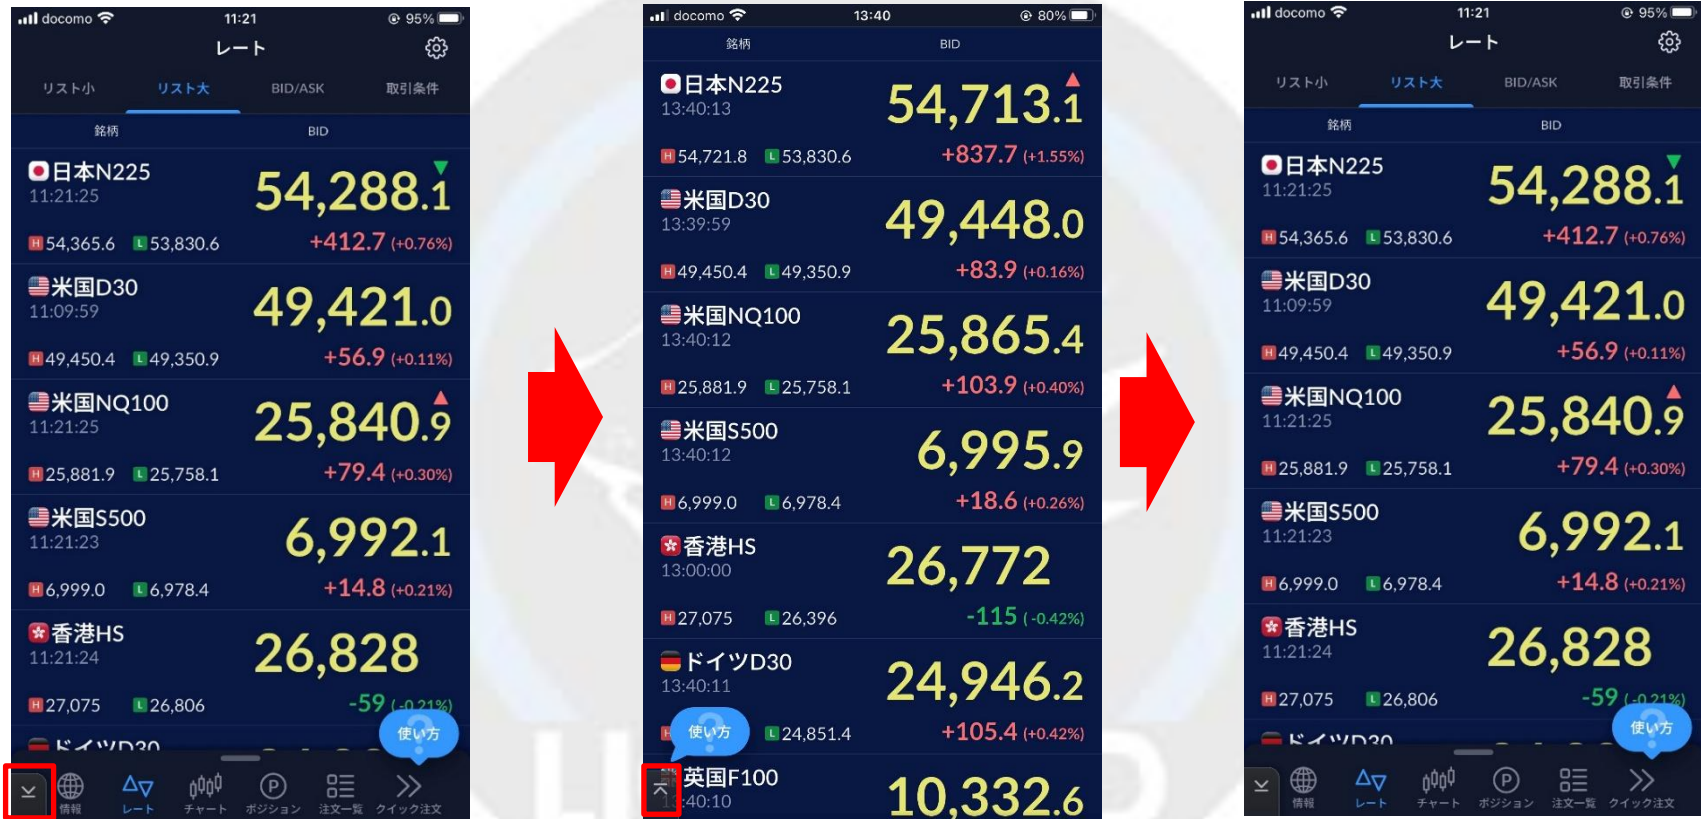 docomo 11:21 95%
レート
リスト小 リスト大 BID/ASK 取引条件
銘柄 BID
日本N225 54,288.1
11:21:25
H 54,365.6 L 53,830.6 +412.7 (+0.76%)
米国D30 49,421.0
11:09:59
H 49,450.4 L 49,350.9 +56.9 (+0.11%)
米国NQ100 25,840.9
11:21:25
H 25,881.9 L 25,758.1 +79.4 (+0.30%)
米国S500 6,992.1
11:21:23
H 6,999.0 L 6,978.4 +14.8 (+0.21%)
香港HS 26,828
11:21:24
H 27,075 L 26,806 -59 (-0.21%)
使い方
ドイツD30
情報 レート チャート ポジション 注文一覧 クイック注文
docomo 13:40 80%
銘柄 BID
日本N225 54,713.1
13:40:13
H 54,721.8 L 53,830.6 +837.7 (+1.55%)
米国D30 49,448.0
13:39:59
H 49,450.4 L 49,350.9 +83.9 (+0.16%)
米国NQ100 25,865.4
13:40:12
H 25,881.9 L 25,758.1 +103.9 (+0.40%)
米国S500 6,995.9
13:40:12
H 6,999.0 L 6,978.4 +18.6 (+0.26%)
香港HS 26,772
13:00:00
H 27,075 L 26,396 -115 (-0.42%)
ドイツD30 24,946.2
13:40:11
H 使い方 L 24,851.4 +105.4 (+0.42%)
英国F100 10,332.6
:40:10
docomo 11:21 95%
レート
リスト小 リスト大 BID/ASK 取引条件
銘柄 BID
日本N225 54,288.1
11:21:25
H 54,365.6 L 53,830.6 +412.7 (+0.76%)
米国D30 49,421.0
11:09:59
H 49,450.4 L 49,350.9 +56.9 (+0.11%)
米国NQ100 25,840.9
11:21:25
H 25,881.9 L 25,758.1 +79.4 (+0.30%)
米国S500 6,992.1
11:21:23
H 6,999.0 L 6,978.4 +14.8 (+0.21%)
香港HS 26,828
11:21:24
H 27,075 L 26,806 -59 (-0.21%)
使い方
ドイツD30
情報 レート チャート ポジション 注文一覧 クイック注文